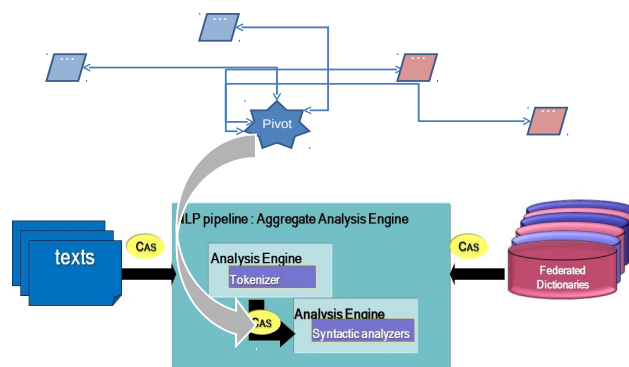 ...
...
...
...
Pivot
NLP pipeline : Aggregate Analysis Engine
CAS
CAS
texts
Analysis Engine
Tokenizer
Federated
Dictionaries
CAS
Analysis Engine
Syntactic analyzers